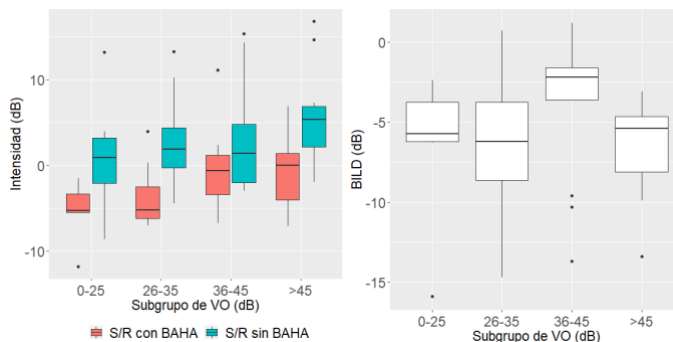 Intensidad (dB)
10
0
-10
0-25 26-35 36-45 >45
Subgrupo de VO (dB)
S/R con BAHA S/R sin BAHA
BILD (dB)
0
-5
-10
-15
0-25 26-35 36-45 >45
Subgrupo de VO (dB)